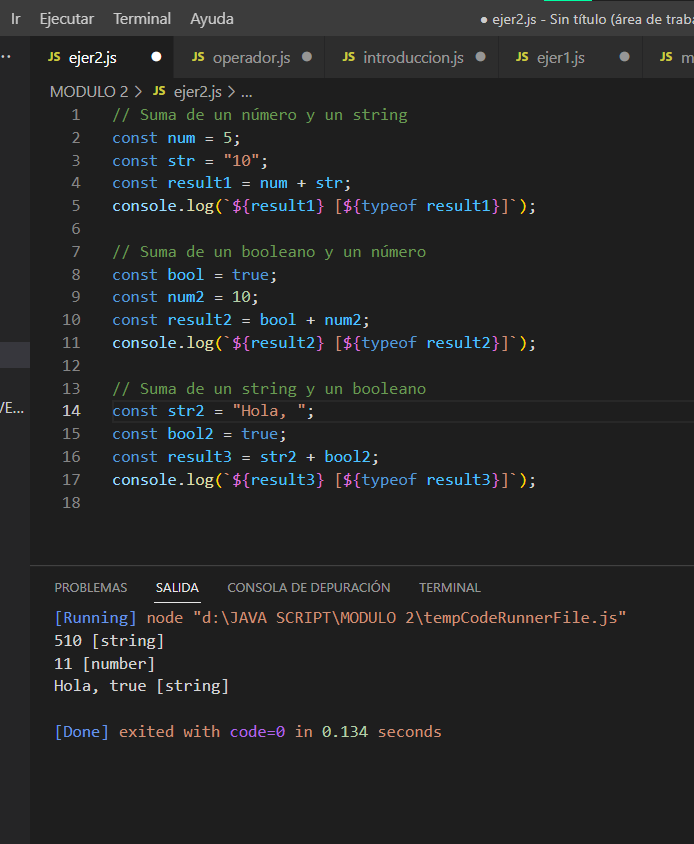 Ir Ejecutar Terminal Ayuda ● ejer2.js - Sin título (área de traba
JS ejer2.js ● JS operador.js ● JS introduccion.js ● JS ejer1.js ● JS m
MODULO 2 > JS ejer2.js > ...
1 // Suma de un número y un string
2 const num = 5;
3 const str = "10";
4 const result1 = num + str;
5 console.log(`${result1} [${typeof result1}]`);
6
7 // Suma de un booleano y un número
8 const bool = true;
9 const num2 = 10;
10 const result2 = bool + num2;
11 console.log(`${result2} [${typeof result2}]`);
12
13 // Suma de un string y un booleano
/E... 14 const str2 = "Hola, ";
15 const bool2 = true;
16 const result3 = str2 + bool2;
17 console.log(`${result3} [${typeof result3}]`);
18
PROBLEMAS SALIDA CONSOLA DE DEPURACIÓN TERMINAL
[Running] node "d:\JAVA SCRIPT\MODULO 2\tempCodeRunnerFile.js"
510 [string]
11 [number]
Hola, true [string]
[Done] exited with code=0 in 0.134 seconds